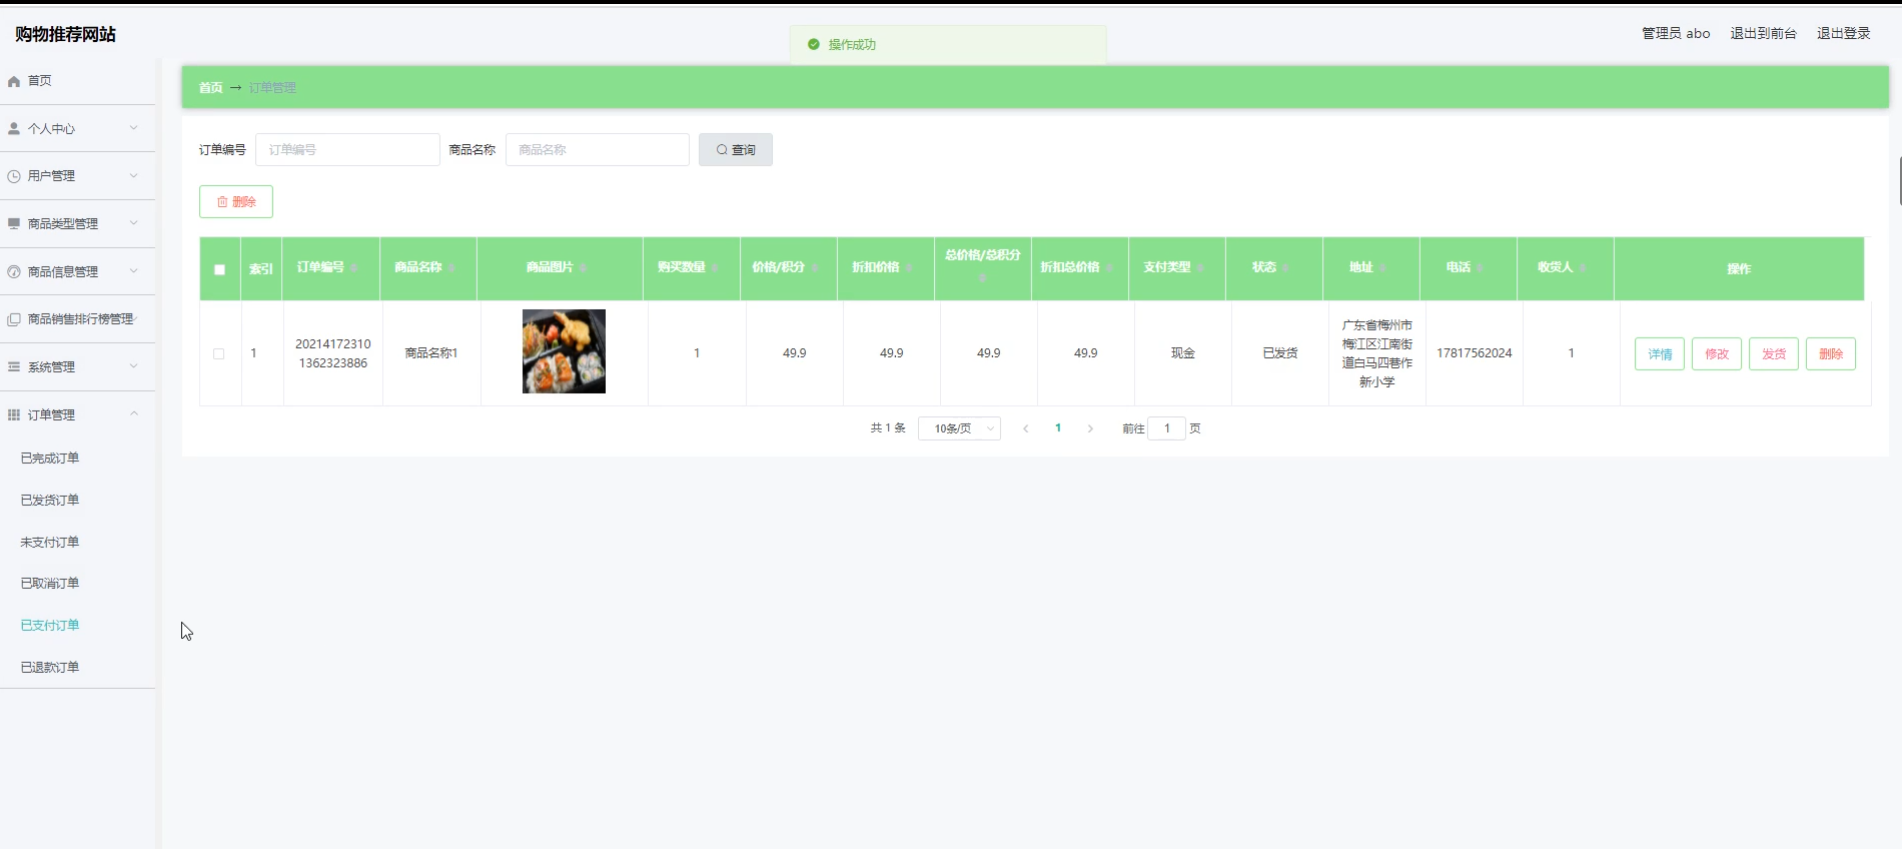 购物推荐网站
操作成功
管理员 abo 退出到前台 退出登录
首页
个人中心
用户管理
商品类型管理
商品信息管理
商品销售排行榜管理
系统管理
订单管理
已完成订单
已发货订单
未支付订单
已取消订单
已支付订单
已退款订单
首页 → 订单管理
订单编号 订单编号 商品名称 商品名称 查询
删除
索引 订单编号 商品名称 商品图片 购买数量 价格/积分 折扣价格 总价格/总积分 折扣总价格 支付类型 状态 地址 电话 收货人 操作
1
20214172310
1362323886
商品名称1
1 49.9 49.9 49.9 49.9 现金 已发货
广东省梅州市
梅江区江南街
道白马四巷作
新小学
17817562024 1 详情 修改 发货 删除
共 1 条 10条/页 1 前往 1 页